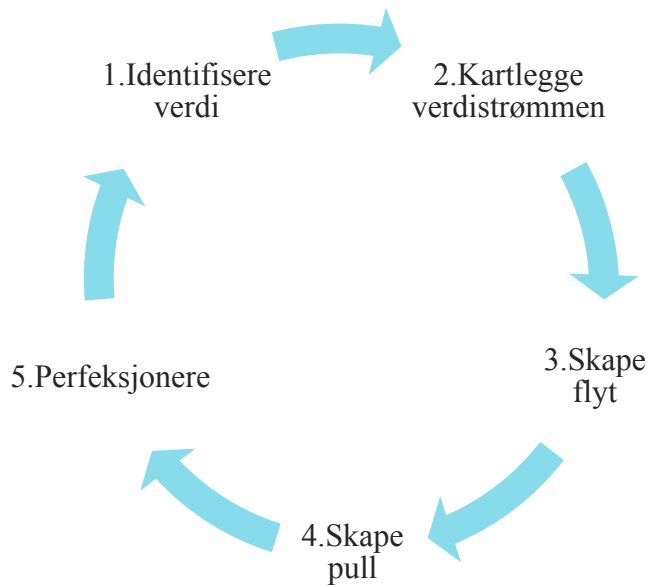 1.Identifisere
verdi
2.Kartlegge
verdistrømmen
3.Skape
flyt
4.Skape
pull
5.Perfeksjonere